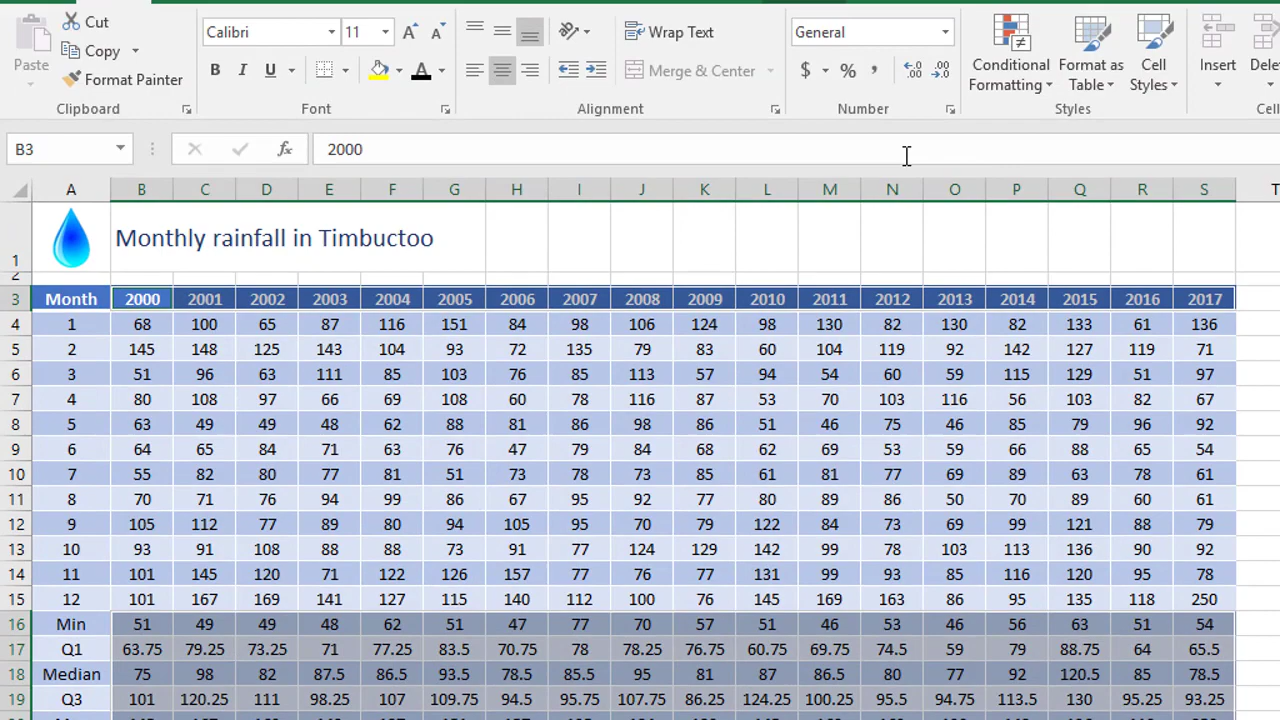 Cut
Copy
Format Painter
Paste
Clipboard
Calibri 11
B I U A
Font
Wrap Text
Merge & Center
Alignment
General
$ % ,
Number
Conditional Formatting
Format as Table
Cell Styles
Styles
Insert
B3 fx 2000
A B C D E F G H I J K L M N O P Q R S T
1 Monthly rainfall in Timbuctoo
2
3 Month 2000 2001 2002 2003 2004 2005 2006 2007 2008 2009 2010 2011 2012 2013 2014 2015 2016 2017
4 1 68 100 65 87 116 151 84 98 106 124 98 130 82 130 82 133 61 136
5 2 145 148 125 143 104 93 72 135 79 83 60 104 119 92 142 127 119 71
6 3 51 96 63 111 85 103 76 85 113 57 94 54 60 59 115 129 51 97
7 4 80 108 97 66 69 108 60 78 116 87 53 70 103 116 56 103 82 67
8 5 63 49 49 48 62 88 81 86 98 86 51 46 75 46 85 79 96 92
9 6 64 65 84 71 63 76 47 79 84 68 62 69 53 59 66 88 65 54
10 7 55 82 80 77 81 51 73 78 73 85 61 81 77 69 89 63 78 61
11 8 70 71 76 94 99 86 67 95 92 77 80 89 86 50 70 89 60 61
12 9 105 112 77 89 80 94 105 95 70 79 122 84 73 69 99 121 88 79
13 10 93 91 108 88 88 73 91 77 124 129 142 99 78 103 113 136 90 92
14 11 101 145 120 71 122 126 157 77 76 77 131 99 93 85 116 120 95 78
15 12 101 167 169 141 127 115 140 112 100 76 145 169 163 86 95 135 118 250
16 Min 51 49 49 48 62 51 47 77 70 57 51 46 53 46 56 63 51 54
17 Q1 63.75 79.25 73.25 71 77.25 83.5 70.75 78 78.25 76.75 60.75 69.75 74.5 59 79 88.75 64 65.5
18 Median 75 98 82 87.5 86.5 93.5 78.5 85.5 95 81 87 86.5 80 77 92 120.5 85 78.5
19 Q3 101 120.25 111 98.25 107 109.75 94.5 95.75 107.75 86.25 124.25 100.25 95.5 94.75 113.5 130 95.25 93.25